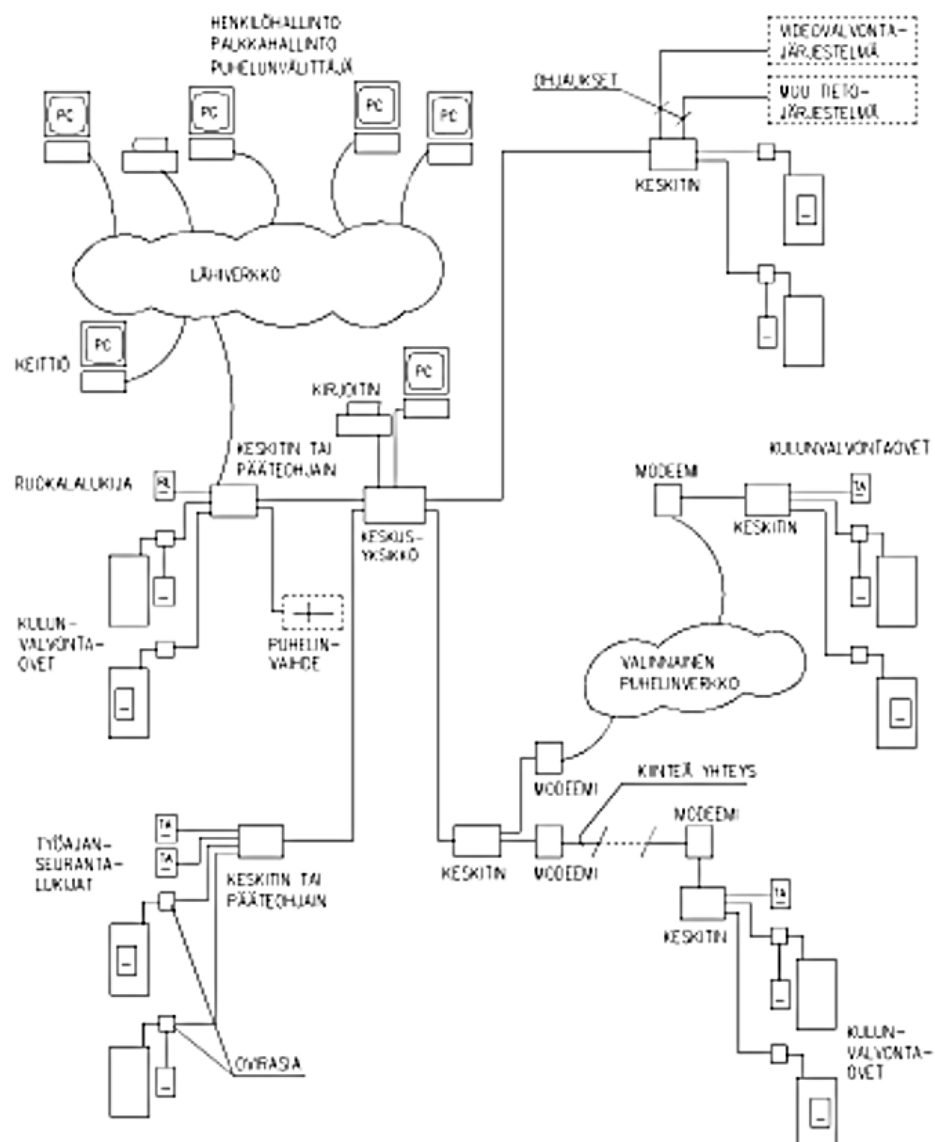 HENKILÖHALLINTO
PALKKAHALLINTO
PUHELUNVÄLITTÄJÄ
VIDEOVALVONTA-
JÄRJESTELMÄ
OHJAUKSET
MUU TIETO-
JÄRJESTELMÄ
PC
PC
PC
PC
KESKITIN
LÄHIVERKKO
PC
KEITTIÖ
PC
KIRJOITIN
KESKITIN TAI
PÄÄTEOHJAIN
RUOKALALUKIJA
RL
KESKUS-
YKSIKKÖ
KULUNVALVONTAOVET
MODEEMI
TA
KESKITIN
KULUN-
VALVONTA-
OVET
PUHELIN-
VAIHDE
VALINNAINEN
PUHELINVERKKO
MODEEMI
KIINTEÄ YHTEYS
MODEEMI
TYÖAJAN-
SEURANTA-
LUKIJAT
TA
TA
KESKITIN TAI
PÄÄTEOHJAIN
KESKITIN
MODEEMI
TA
KESKITIN
OVIRASIA
KULUN-
VALVONTA-
OVET